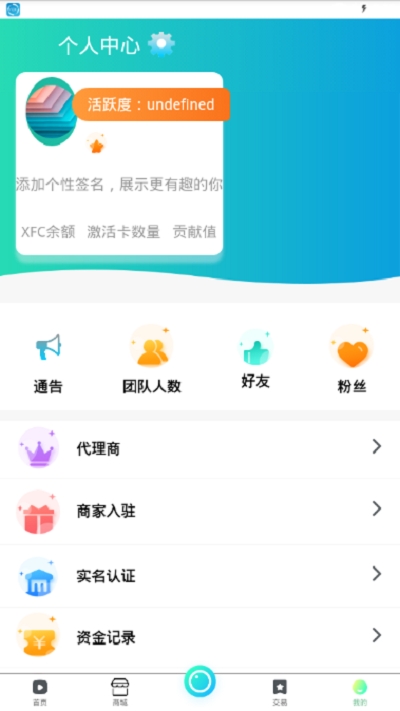 个人中心
活跃度：undefined
添加个性签名，展示更有趣的你
XFC余额 激活卡数量 贡献值
通告 团队人数 好友 粉丝
代理商
商家入驻
实名认证
资金记录
首页 商城 交易 我的